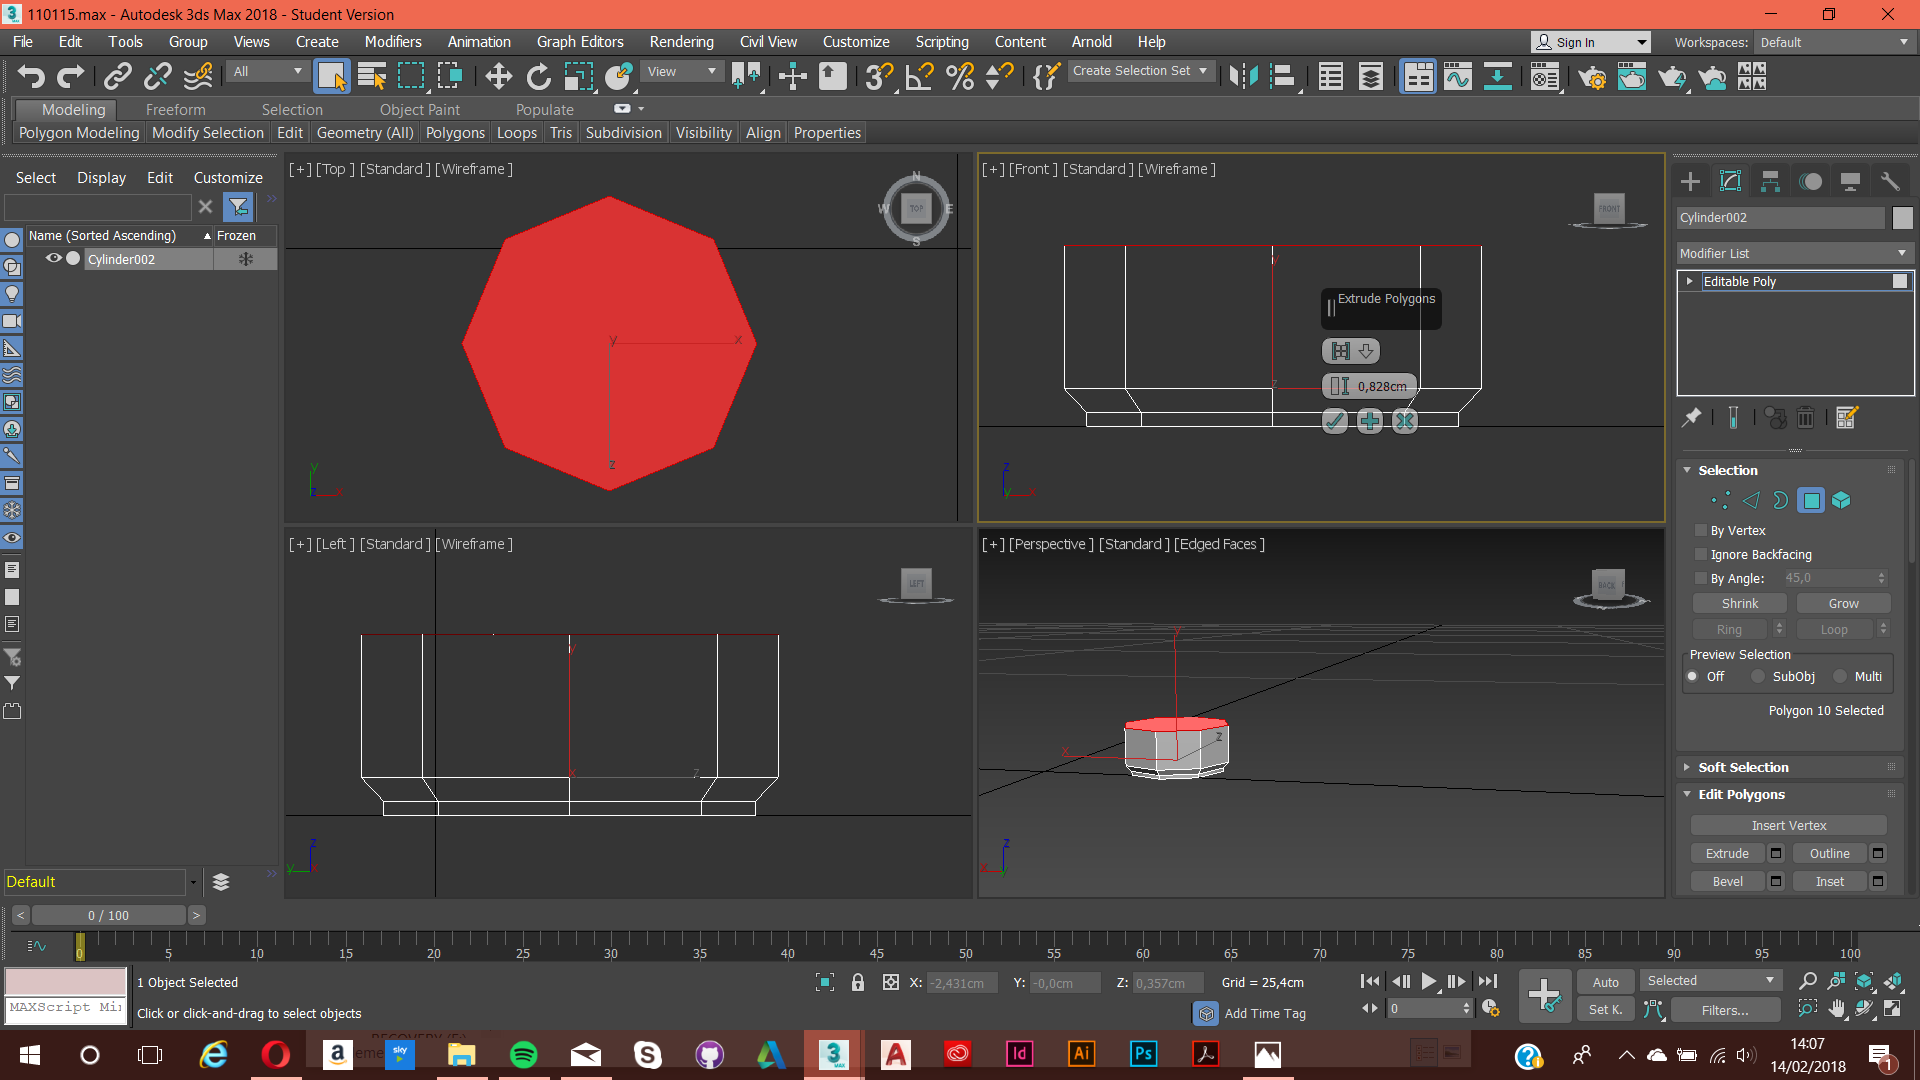 110115.max - Autodesk 3ds Max 2018 - Student Version
File Edit Tools Group Views Create Modifiers Animation Graph Editors Rendering Civil View Customize Scripting Content Arnold Help
Sign In Workspaces: Default
All View Create Selection Set
Modeling Freeform Selection Object Paint Populate
Polygon Modeling Modify Selection Edit Geometry (All) Polygons Loops Tris Subdivision Visibility Align Properties
Select Display Edit Customize
Name (Sorted Ascending) Frozen
Cylinder002
Default
[+] [Top ] [Standard ] [Wireframe ]
N
W TOP E
S
y x
z
y
z x
[+] [Front ] [Standard ] [Wireframe ]
FRONT
y
Extrude Polygons
0,828cm
z
z
y x
[+] [Left ] [Standard ] [Wireframe ]
LEFT
y
x z
z
y x
[+] [Perspective ] [Standard ] [Edged Faces ]
BACK
y
x z
z
x y
Cylinder002
Modifier List
Editable Poly
Selection
By Vertex
Ignore Backfacing
By Angle: 45,0
Shrink Grow
Ring Loop
Preview Selection
Off SubObj Multi
Polygon 10 Selected
Soft Selection
Edit Polygons
Insert Vertex
Extrude Outline
Bevel Inset
< 0 / 100 >
0 5 10 15 20 25 30 35 40 45 50 55 60 65 70 75 80 85 90 95 100
1 Object Selected
X: -2,431cm Y: -0,0cm Z: 0,357cm Grid = 25,4cm
Auto Selected
MAXScript Mi
Click or click-and-drag to select objects
Add Time Tag
0
Set K. Filters...
14:07
14/02/2018
1